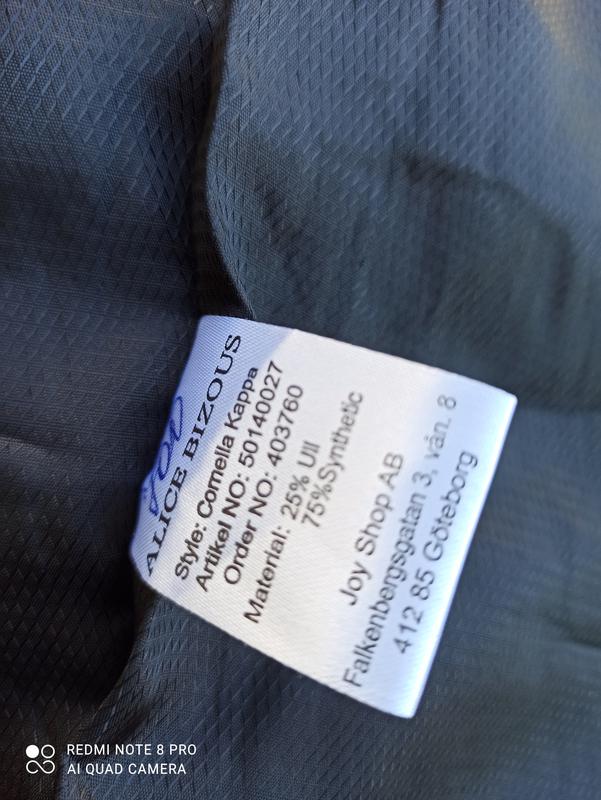 ALICE BIZOUS
Style: Cornelia Kappa
Artikel NO: 50140027
Order NO: 403760
Material: 25% Ull
75%Synthetic
Joy Shop AB
Falkenbergsgatan 3, vån. 8
412 85 Göteborg
REDMI NOTE 8 PRO
AI QUAD CAMERA